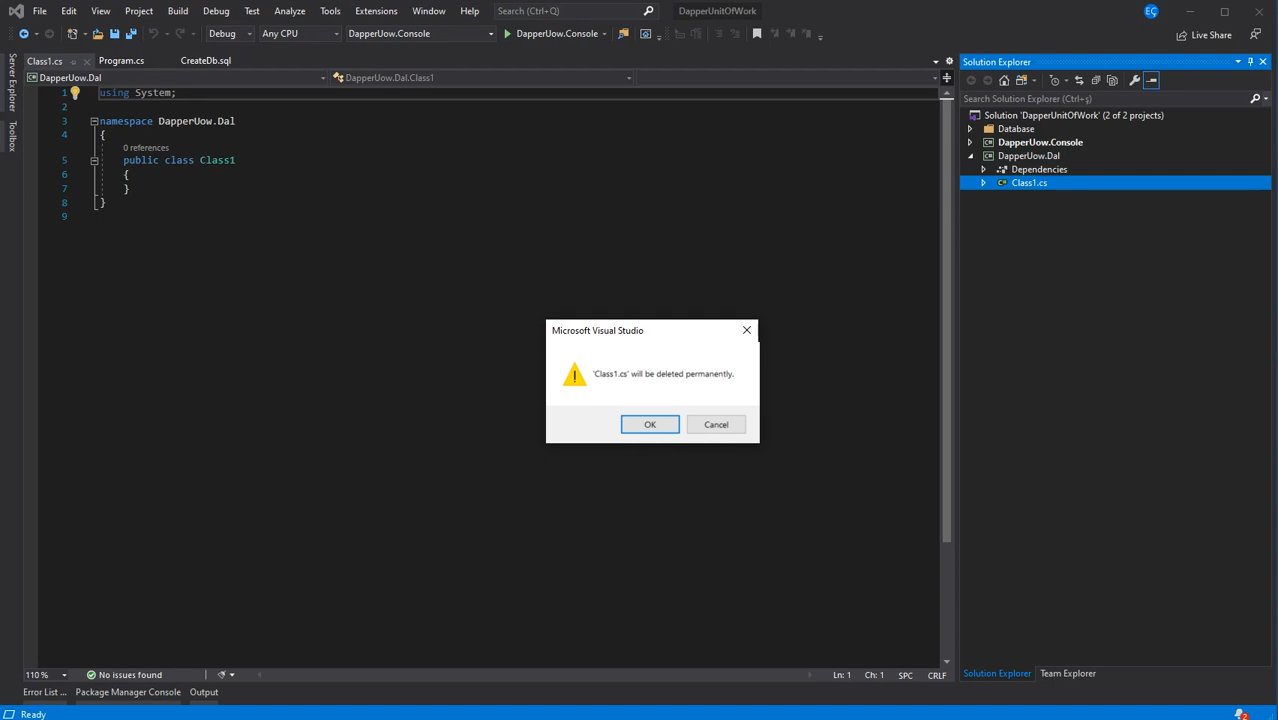 File Edit View Project Build Debug Test Analyze Tools Extensions Window Help Search (Ctrl+Q) DapperUnitOfWork EÇ
Debug Any CPU DapperUow.Console DapperUow.Console Live Share
Server Explorer
Toolbox
Class1.cs Program.cs CreateDb.sql
DapperUow.Dal DapperUow.Dal.Class1
1 using System;
2
3 namespace DapperUow.Dal
4 {
0 references
5 public class Class1
6 {
7 }
8 }
9
Microsoft Visual Studio
'Class1.cs' will be deleted permanently.
OK Cancel
Solution Explorer
Search Solution Explorer (Ctrl+ş)
Solution 'DapperUnitOfWork' (2 of 2 projects)
Database
DapperUow.Console
DapperUow.Dal
Dependencies
Class1.cs
110 % No issues found Ln: 1 Ch: 1 SPC CRLF
Solution Explorer Team Explorer
Error List ... Package Manager Console Output
Ready 2